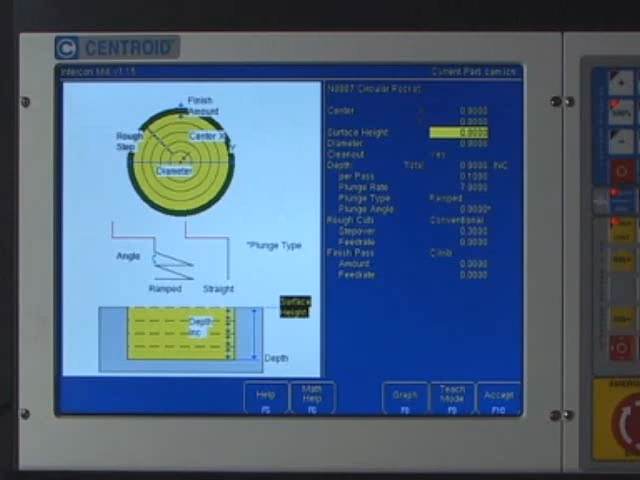 C CENTROID
Intercon Mill v1.15
Current Part: cam.icn
Finish
Amount
Rough
Step
Center X
Y
Diameter
"Plunge Type
Angle
Ramped
Straight
Surface
Height
Depth
Inc
Depth
N0007 Circular Pocket
Center X 0.0000
Y 0.0000
Surface Height: 0.0000
Diameter: 0.0000
Cleanout: Yes
Depth: Total: 0.0000 INC
per Pass 0.1000
Plunge Rate 7.0000
Plunge Type Ramped
Plunge Angle 0.0000°
Rough Cuts: Conventional
Stepover 0.3000
Feedrate 0.0000
Finish Pass: Climb
Amount 0.0000
Feedrate 0.0000
Help
F5
Math
Help
F6
Graph
F8
Teach
Mode
F9
Accept
F10